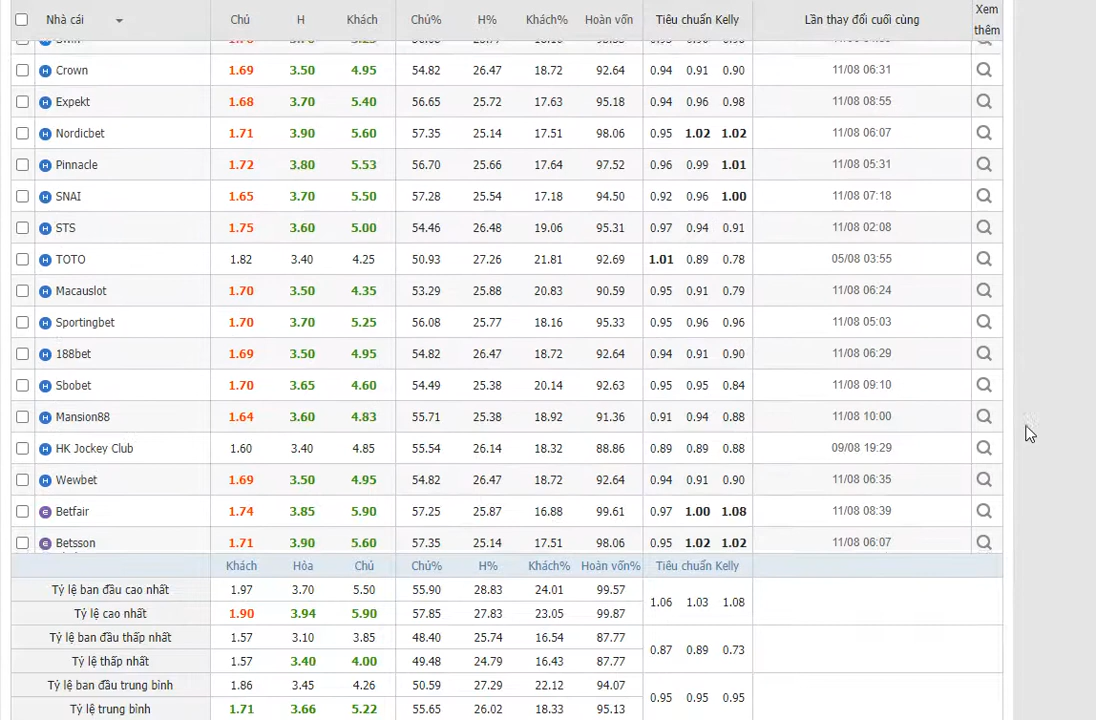 Nhà cái Chủ H Khách Chủ% H% Khách% Hoàn vốn Tiêu chuẩn Kelly Lần thay đổi cuối cùng Xem thêm
Crown 1.69 3.50 4.95 54.82 26.47 18.72 92.64 0.94 0.91 0.90 11/08 06:31
Expekt 1.68 3.70 5.40 56.65 25.72 17.63 95.18 0.94 0.96 0.98 11/08 08:55
Nordicbet 1.71 3.90 5.60 57.35 25.14 17.51 98.06 0.95 1.02 1.02 11/08 06:07
Pinnacle 1.72 3.80 5.53 56.70 25.66 17.64 97.52 0.96 0.99 1.01 11/08 05:31
SNAI 1.65 3.70 5.50 57.28 25.54 17.18 94.50 0.92 0.96 1.00 11/08 07:18
STS 1.75 3.60 5.00 54.46 26.48 19.06 95.31 0.97 0.94 0.91 11/08 02:08
TOTO 1.82 3.40 4.25 50.93 27.26 21.81 92.69 1.01 0.89 0.78 05/08 03:55
Macauslot 1.70 3.50 4.35 53.29 25.88 20.83 90.59 0.95 0.91 0.79 11/08 06:24
Sportingbet 1.70 3.70 5.25 56.08 25.77 18.16 95.33 0.95 0.96 0.96 11/08 05:03
188bet 1.69 3.50 4.95 54.82 26.47 18.72 92.64 0.94 0.91 0.90 11/08 06:29
Sbobet 1.70 3.65 4.60 54.49 25.38 20.14 92.63 0.95 0.95 0.84 11/08 09:10
Mansion88 1.64 3.60 4.83 55.71 25.38 18.92 91.36 0.91 0.94 0.88 11/08 10:00
HK Jockey Club 1.60 3.40 4.85 55.54 26.14 18.32 88.86 0.89 0.89 0.88 09/08 19:29
Wewbet 1.69 3.50 4.95 54.82 26.47 18.72 92.64 0.94 0.91 0.90 11/08 06:35
Betfair 1.74 3.85 5.90 57.25 25.87 16.88 99.61 0.97 1.00 1.08 11/08 08:39
Betsson 1.71 3.90 5.60 57.35 25.14 17.51 98.06 0.95 1.02 1.02 11/08 06:07
Khách Hòa Chủ Chủ% H% Khách% Hoàn vốn% Tiêu chuẩn Kelly
Tỷ lệ ban đầu cao nhất 1.97 3.70 5.50 55.90 28.83 24.01 99.57
1.06 1.03 1.08
Tỷ lệ cao nhất 1.90 3.94 5.90 57.85 27.83 23.05 99.87
Tỷ lệ ban đầu thấp nhất 1.57 3.10 3.85 48.40 25.74 16.54 87.77
0.87 0.89 0.73
Tỷ lệ thấp nhất 1.57 3.40 4.00 49.48 24.79 16.43 87.77
Tỷ lệ ban đầu trung bình 1.86 3.45 4.26 50.59 27.29 22.12 94.07
0.95 0.95 0.95
Tỷ lệ trung bình 1.71 3.66 5.22 55.65 26.02 18.33 95.13